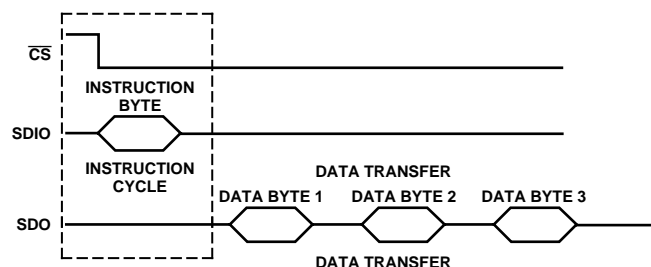 CS
INSTRUCTION
BYTE
SDIO
INSTRUCTION
CYCLE
DATA TRANSFER
DATA BYTE 1 DATA BYTE 2 DATA BYTE 3
SDO
DATA TRANSFER